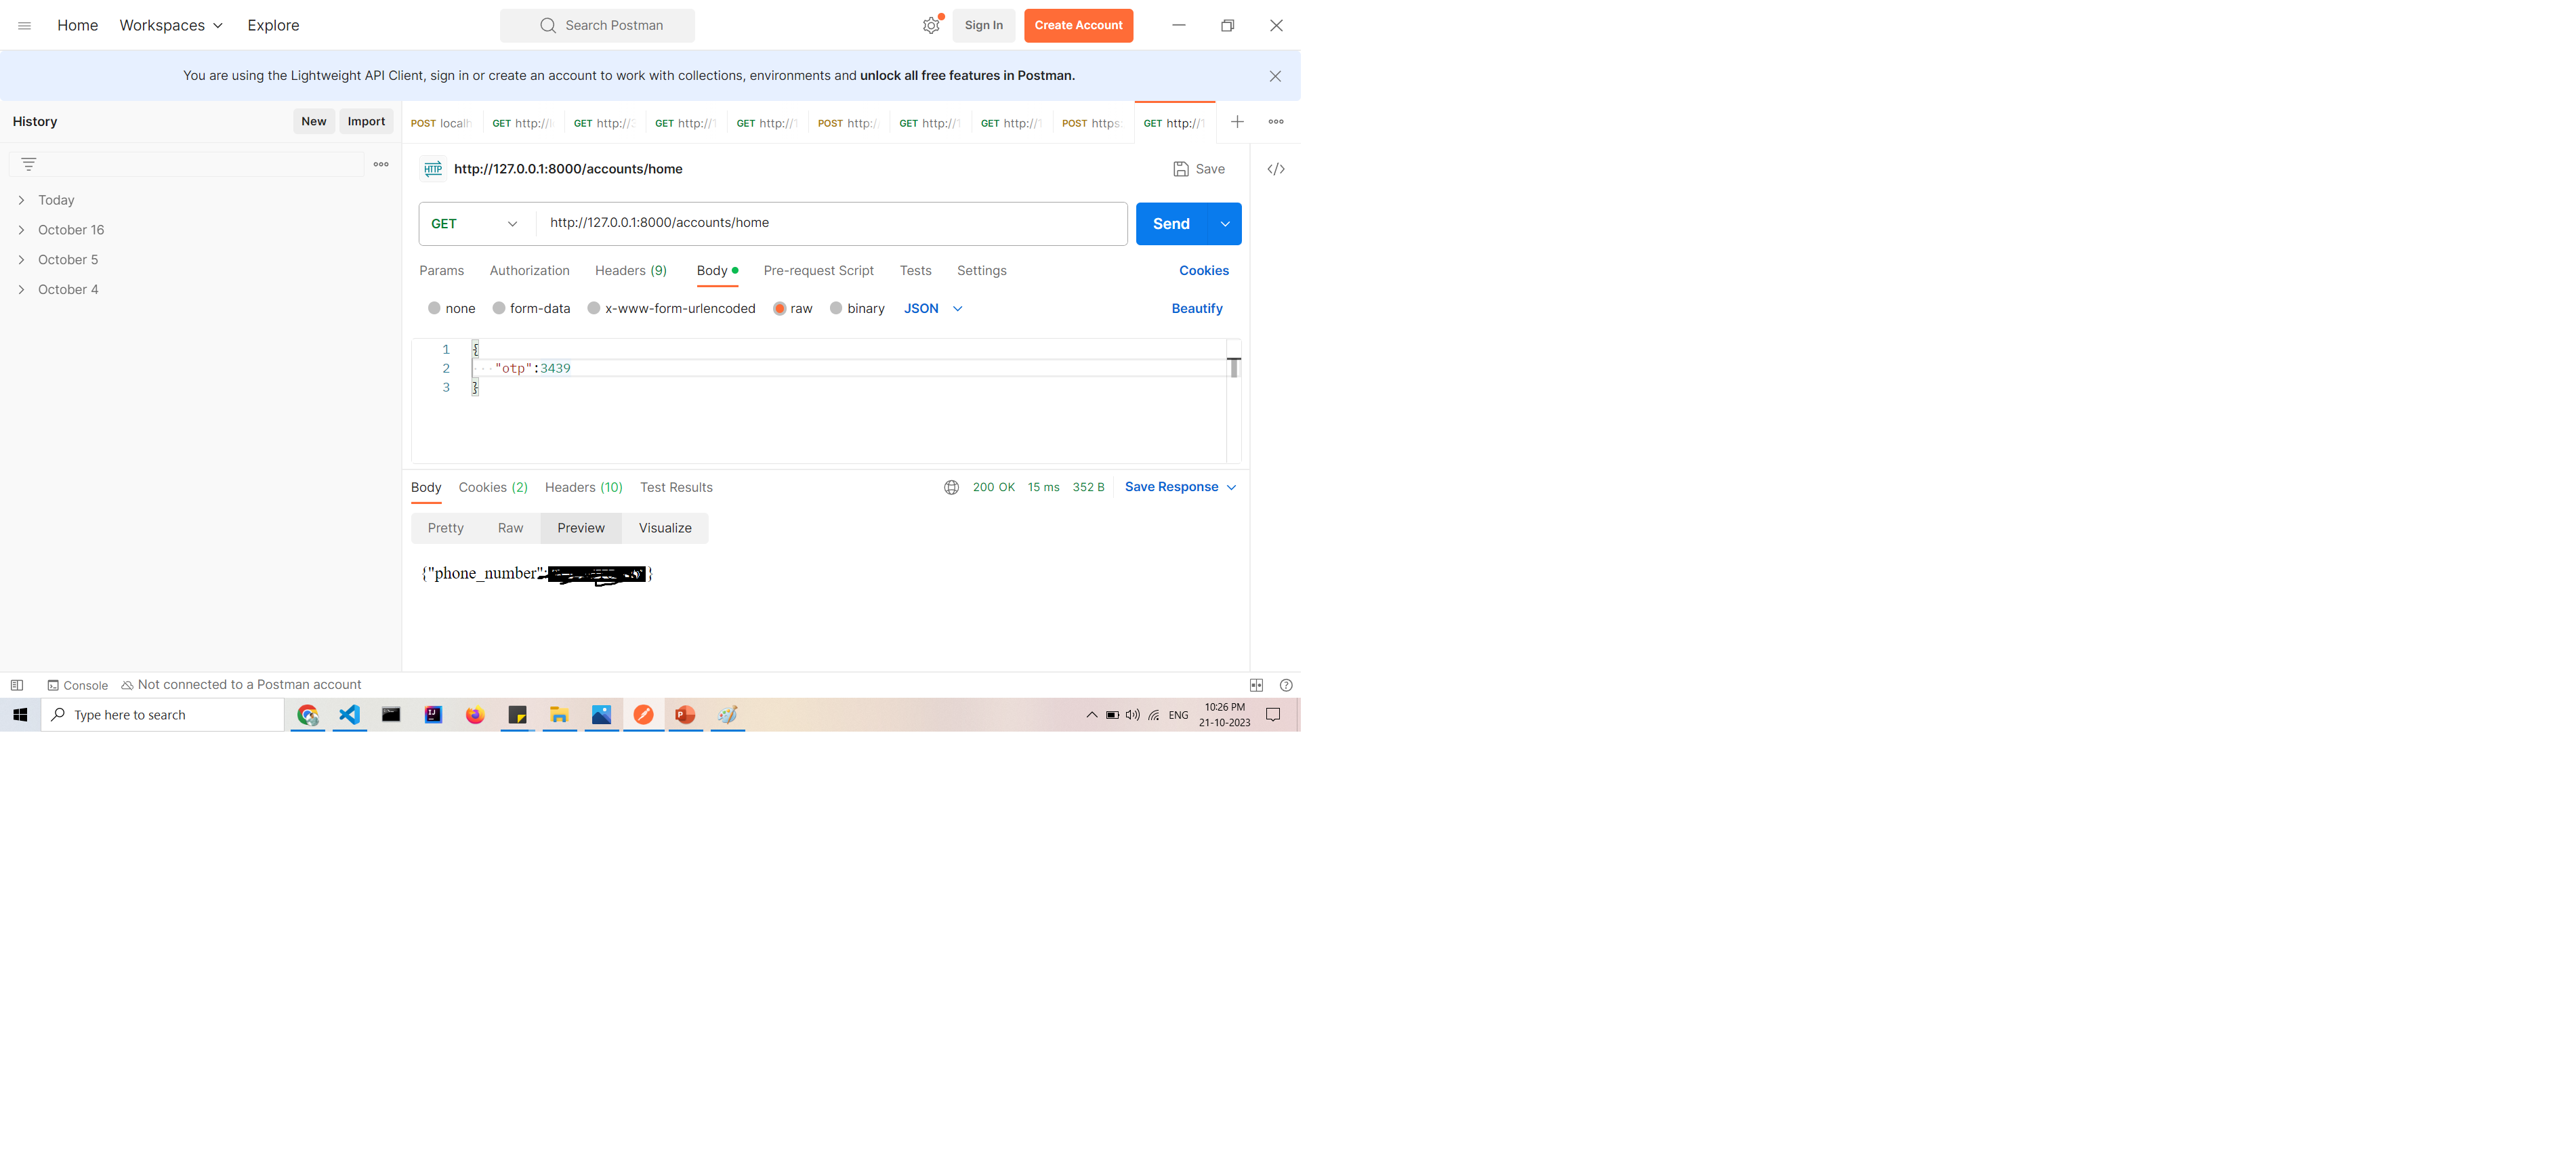 Home Workspaces Explore Search Postman Sign In Create Account
You are using the Lightweight API Client, sign in or create an account to work with collections, environments and unlock all free features in Postman.
History New Import
POST localh GET http:// GET http:// GET http:// GET http:// POST http: GET http:// GET http:// POST https: GET http://
HTTP http://127.0.0.1:8000/accounts/home Save
Today
October 16
October 5
October 4
GET http://127.0.0.1:8000/accounts/home Send
Params Authorization Headers (9) Body Pre-request Script Tests Settings Cookies
none form-data x-www-form-urlencoded raw binary JSON Beautify
1 {
2 "otp":3439
3 }
Body Cookies (2) Headers (10) Test Results 200 OK 15 ms 352 B Save Response
Pretty Raw Preview Visualize
{"phone_number": }
Console Not connected to a Postman account
Type here to search ENG 10:26 PM
21-10-2023